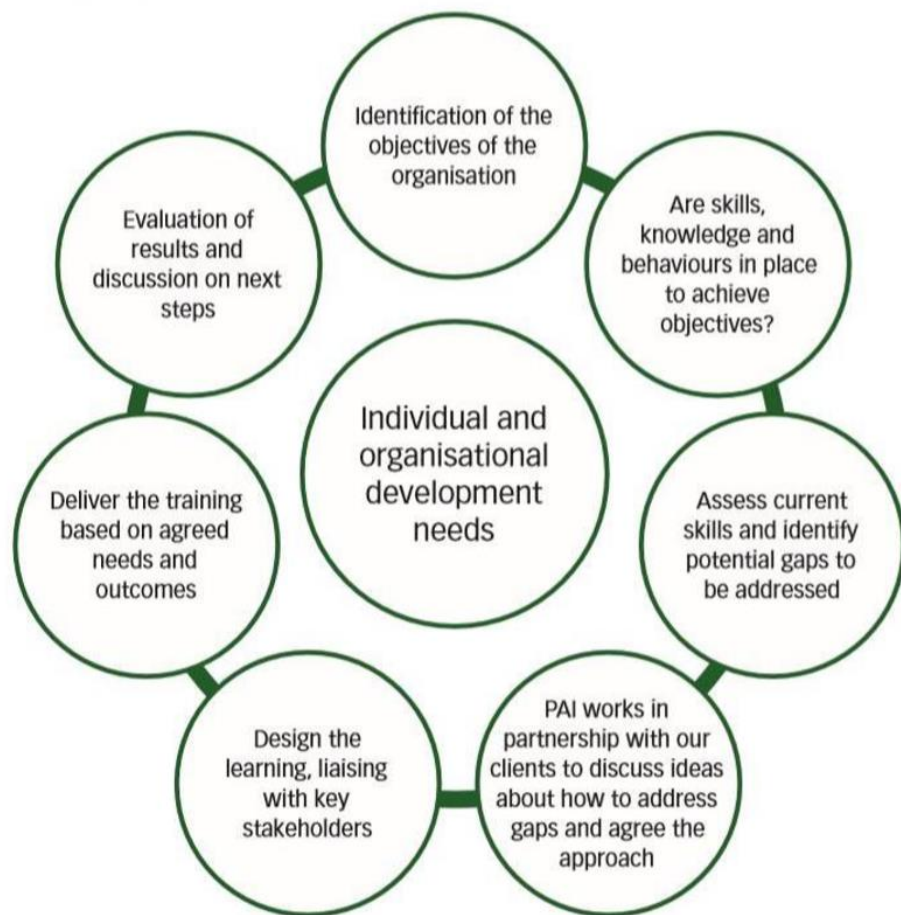 Identification of the
objectives of the
organisation
Are skills,
knowledge and
behaviours in place
to achieve
objectives?
Assess current
skills and identify
potential gaps to
be addressed
PAI works in
partnership with our
clients to discuss ideas
about how to address
gaps and agree the
approach
Design the
learning, liaising
with key
stakeholders
Deliver the training
based on agreed
needs and
outcomes
Evaluation of
results and
discussion on next
steps
Individual and
organisational
development
needs